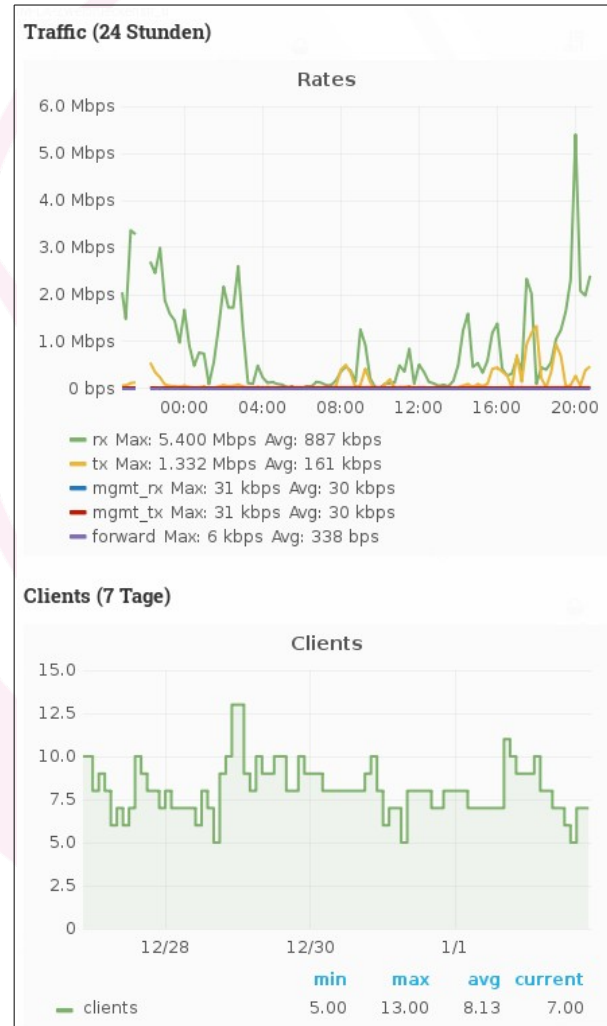 Traffic (24 Stunden)
Rates
6.0 Mbps
5.0 Mbps
4.0 Mbps
3.0 Mbps
2.0 Mbps
1.0 Mbps
0 bps
00:00 04:00 08:00 12:00 16:00 20:00
rx Max: 5.400 Mbps Avg: 887 kbps
tx Max: 1.332 Mbps Avg: 161 kbps
mgmt_rx Max: 31 kbps Avg: 30 kbps
mgmt_tx Max: 31 kbps Avg: 30 kbps
forward Max: 6 kbps Avg: 338 bps
Clients (7 Tage)
Clients
15.0
12.5
10.0
7.5
5.0
2.5
0
12/28 12/30 1/1
min max avg current
clients 5.00 13.00 8.13 7.00